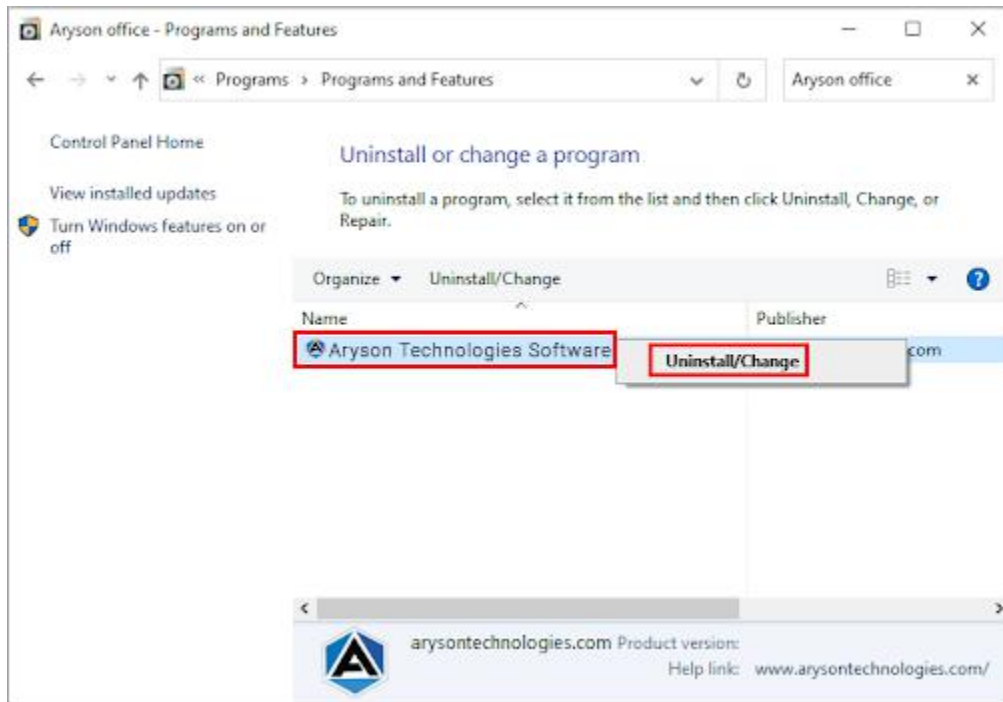 Aryson office - Programs and Features
« Programs > Programs and Features
Aryson office
Control Panel Home
View installed updates
Turn Windows features on or
off
Uninstall or change a program
To uninstall a program, select it from the list and then click Uninstall, Change, or
Repair.
Organize Uninstall/Change
Name Publisher
Aryson Technologies Software
Uninstall/Change
.com
arysontechnologies.com Product version:
Help link: www.arysontechnologies.com/